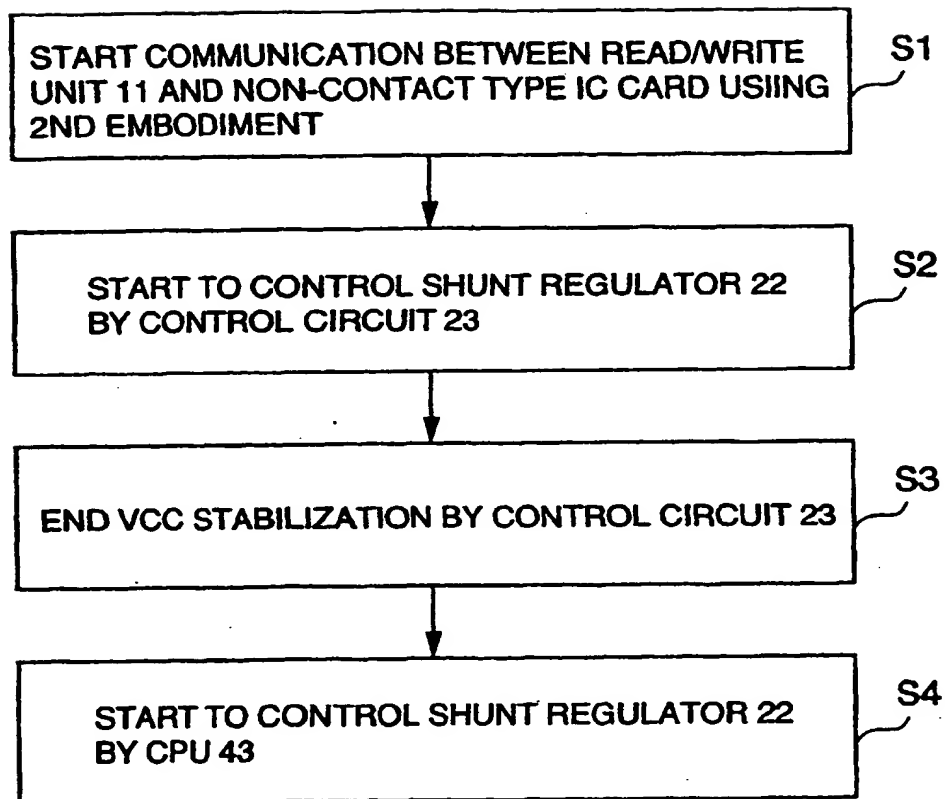 START COMMUNICATION BETWEEN READ/WRITE
UNIT 11 AND NON-CONTACT TYPE IC CARD USIING
2ND EMBODIMENT
S1
START TO CONTROL SHUNT REGULATOR 22
BY CONTROL CIRCUIT 23
S2
END VCC STABILIZATION BY CONTROL CIRCUIT 23
S3
START TO CONTROL SHUNT REGULATOR 22
BY CPU 43
S4